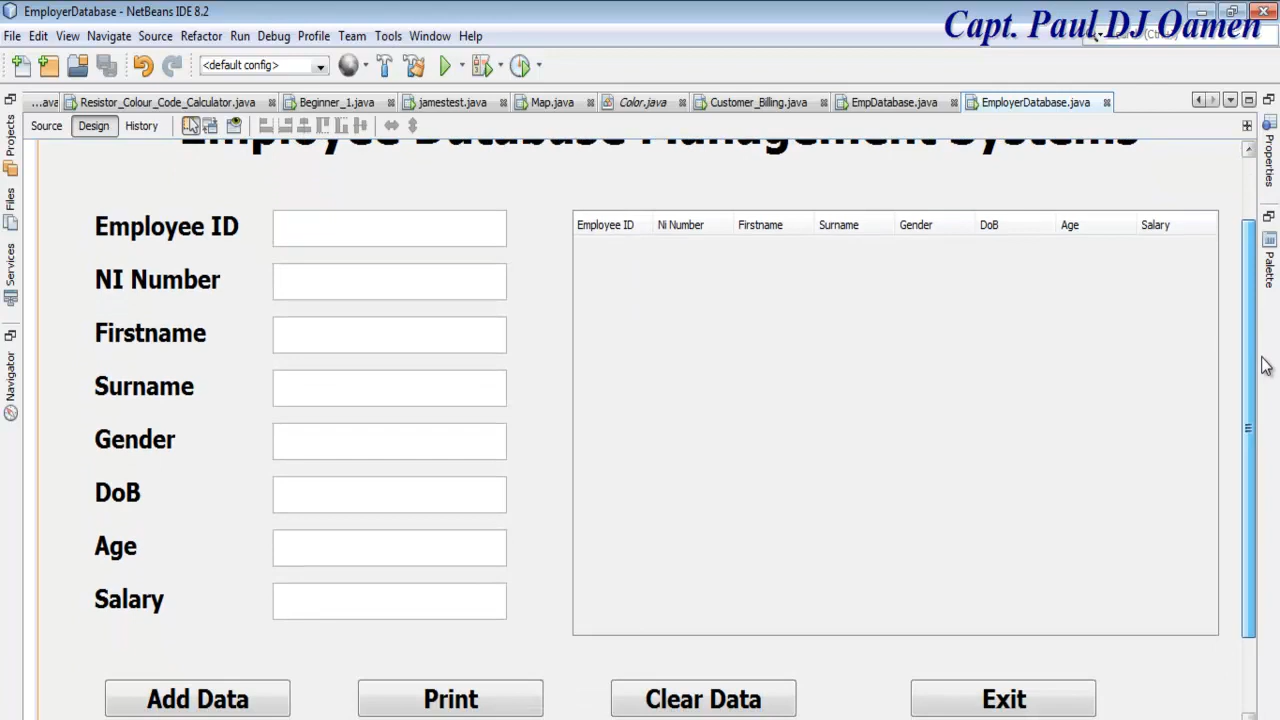 EmployerDatabase - NetBeans IDE 8.2
Capt. Paul DJ Oamen
File Edit View Navigate Source Refactor Run Debug Profile Team Tools Window Help
<default config>
...ava Resistor_Colour_Code_Calculator.java Beginner_1.java jamestest.java Map.java Color.java Customer_Billing.java EmpDatabase.java EmployerDatabase.java
Source Design History
Projects
Files
Services
Navigator
Properties
Palette
Employee Database Management Systems
Employee ID
NI Number
Firstname
Surname
Gender
DoB
Age
Salary
Employee ID Ni Number Firstname Surname Gender DoB Age Salary
Add Data Print Clear Data Exit